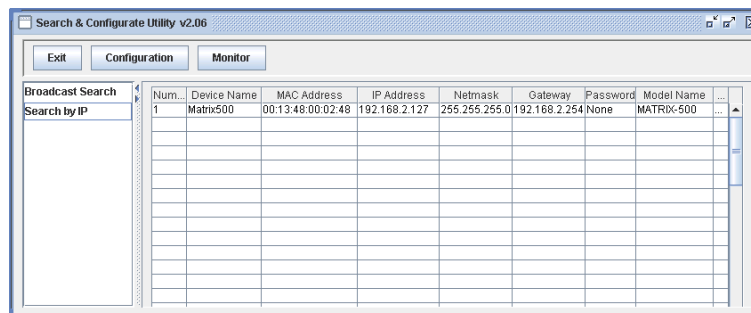 Search & Configurate Utility v2.06
Exit Configuration Monitor
Broadcast Search
Search by IP
Num... Device Name MAC Address IP Address Netmask Gateway Password Model Name ...
1 Matrix500 00:13:48:00:02:48 192.168.2.127 255.255.255.0 192.168.2.254 None MATRIX-500 ...